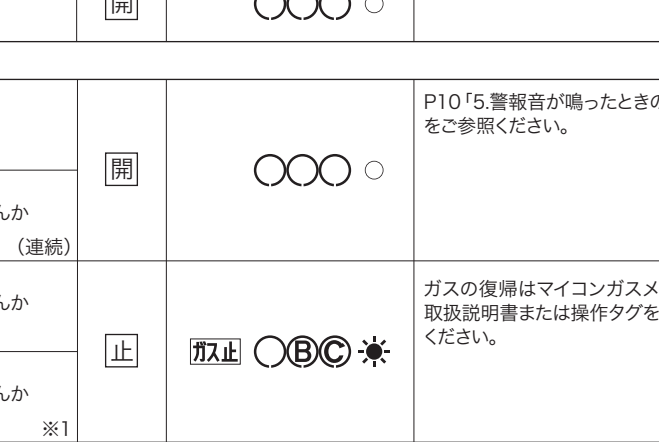 開
P10「5.警報音が鳴ったときの
をご参照ください。
開
んか
（連続）
んか
ガスの復帰はマイコンガスメ
取扱説明書または操作タグを
ください。
止
ガス止 ⒷⒸ
んか
※1